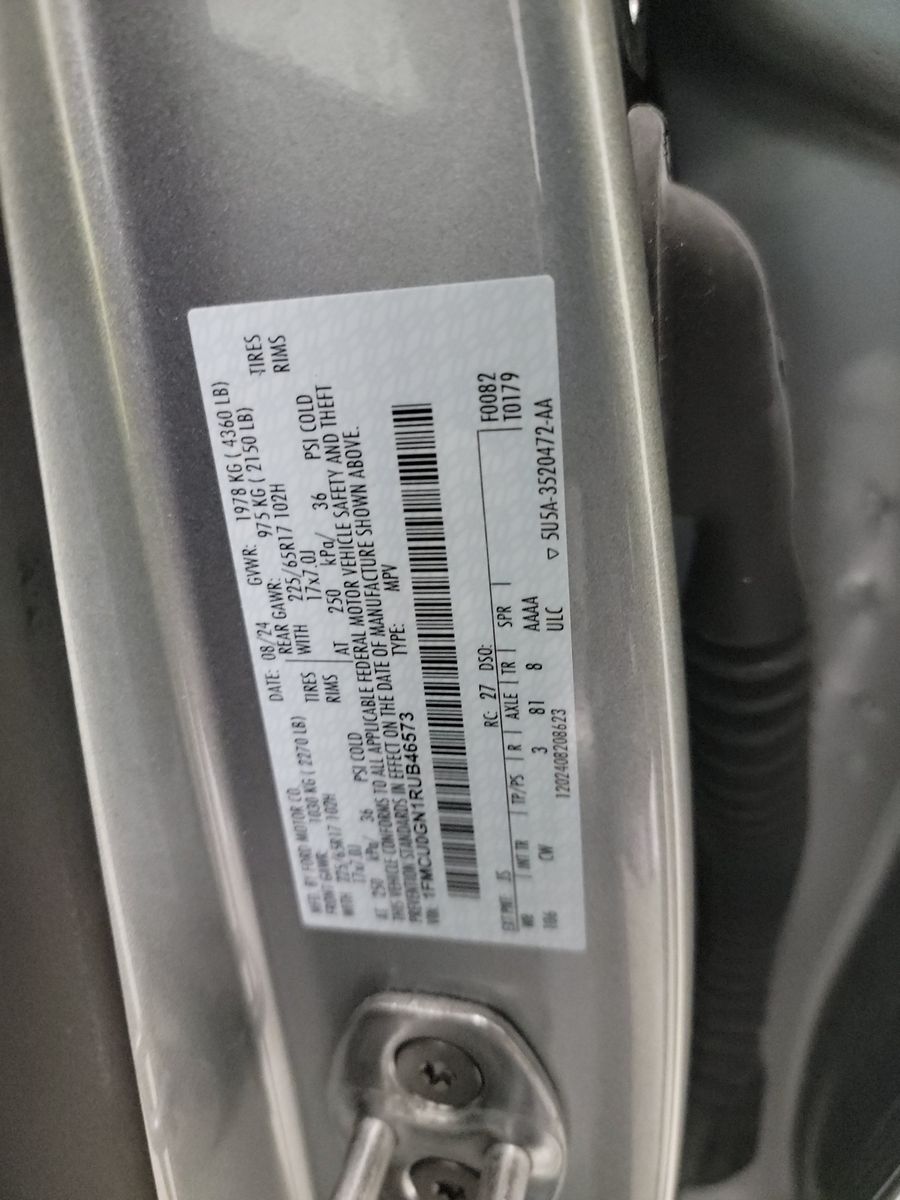 MFD. BY FORD MOTOR CO. DATE: 08/24 GVWR: 1978 KG ( 4360 LB)
FRONT GAWR: 1030 KG ( 2270 LB) REAR GAWR: 975 KG ( 2150 LB)
WITH 225/65R17 102H TIRES WITH 225/65R17 102H TIRES
17x7.0J RIMS 17x7.0J RIMS
AT 250 kPa/ 36 PSI COLD AT 250 kPa/ 36 PSI COLD
THIS VEHICLE CONFORMS TO ALL APPLICABLE FEDERAL MOTOR VEHICLE SAFETY AND THEFT
PREVENTION STANDARDS IN EFFECT ON THE DATE OF MANUFACTURE SHOWN ABOVE.
VIN: 1FMCU0GN1RUB46573 TYPE: MPV
EXT PNT: JS RC: 27 DSO: F0082
WB INT TR TP/PS R AXLE TR SPR T0179
106 CW 3 81 8 AAAA
1202408208623 ULC ▽ 5U5A-3520472-AA